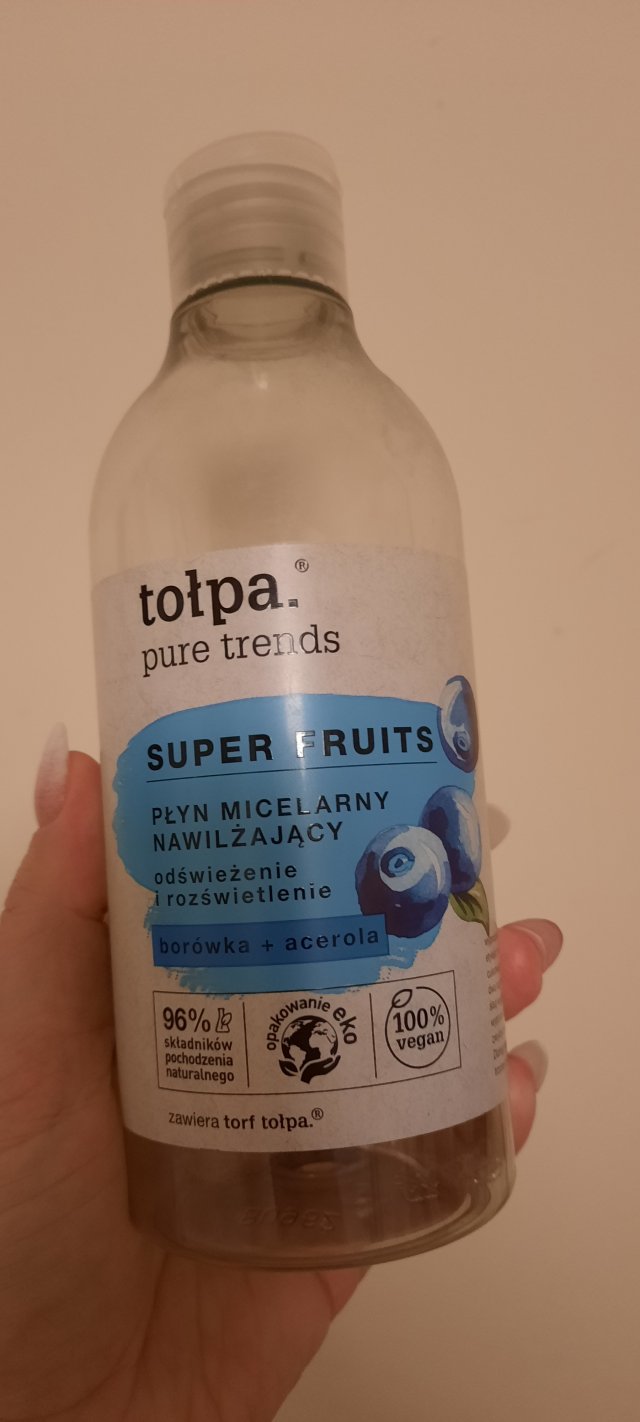 tołpa.®
pure trends
SUPER FRUITS
PŁYN MICELARNY
NAWILŻAJĄCY
odświeżenie
i rozświetlenie
borówka + acerola
96%
składników
pochodzenia
naturalnego
opakowanie eko
100%
vegan
zawiera torf tołpa.®